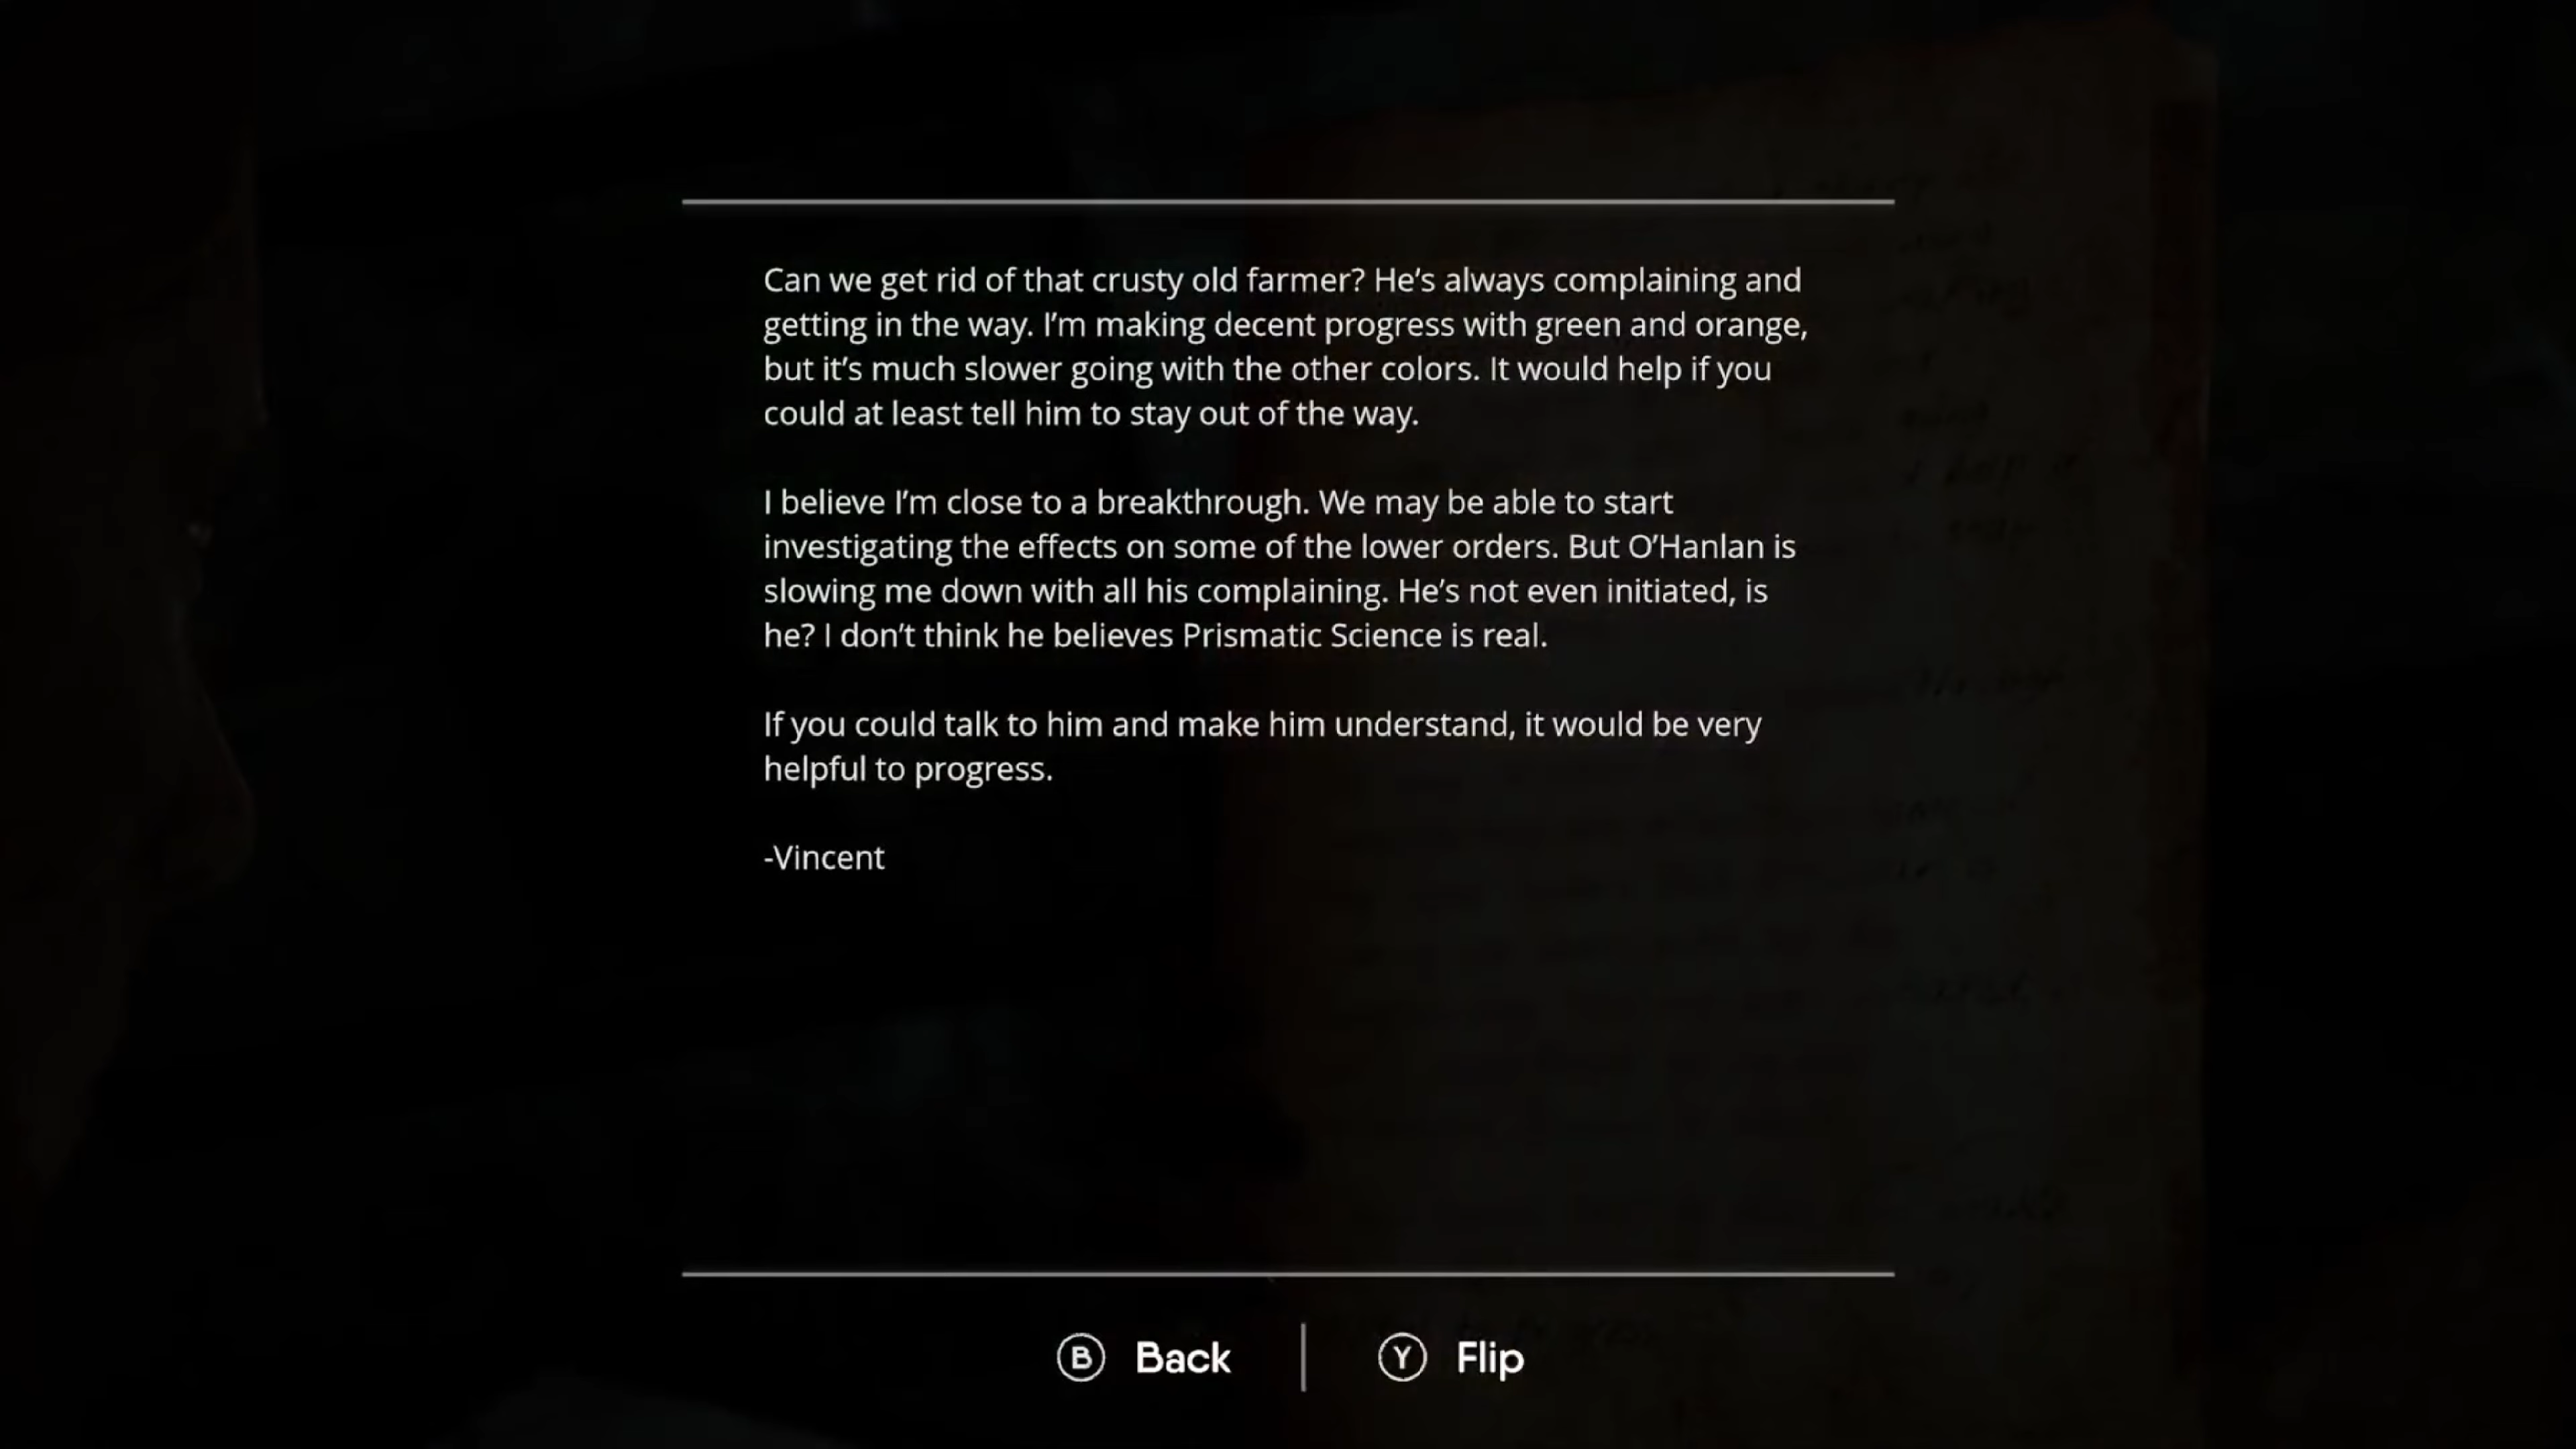 Can we get rid of that crusty old farmer? He's always complaining and
getting in the way. I'm making decent progress with green and orange,
but it's much slower going with the other colors. It would help if you
could at least tell him to stay out of the way.
I believe I'm close to a breakthrough. We may be able to start
investigating the effects on some of the lower orders. But O'Hanlan is
slowing me down with all his complaining. He's not even initiated, is
he? I don't think he believes Prismatic Science is real.
If you could talk to him and make him understand, it would be very
helpful to progress.
-Vincent
B Back | Y Flip